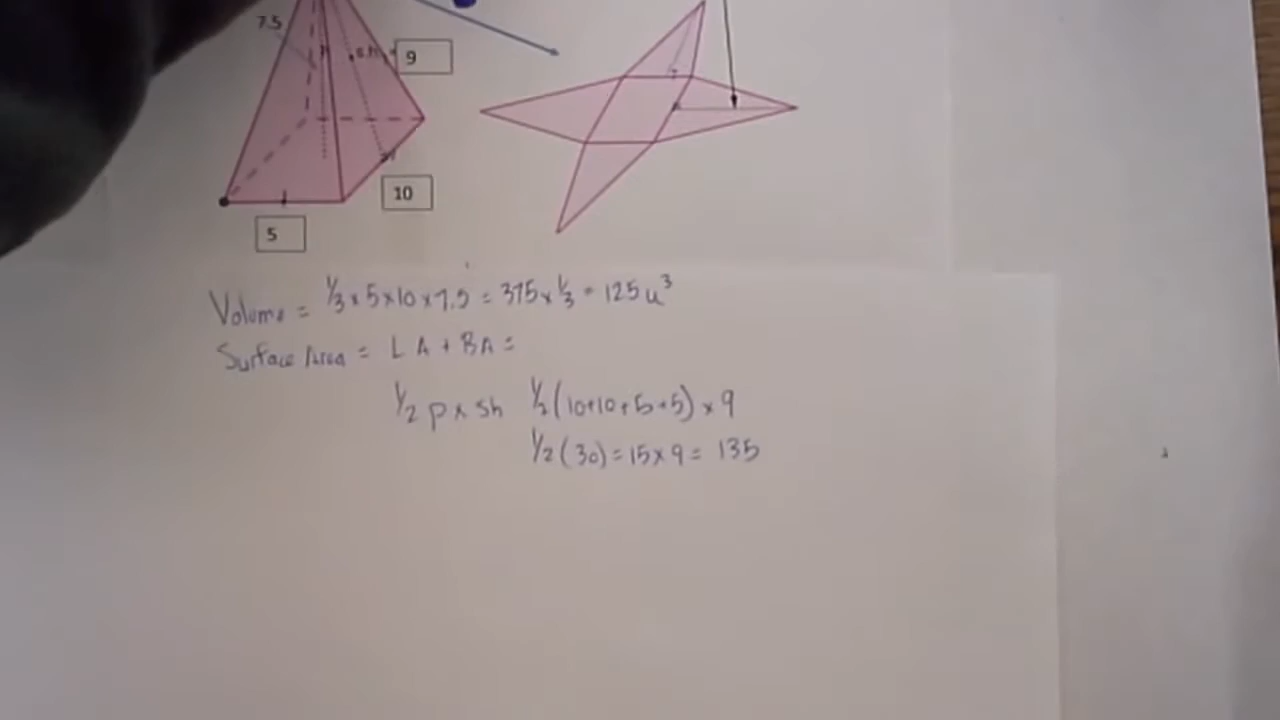 7.5
s.h.
9
10
5
Volume = 1/3 x 5 x 10 x 7.5 = 375 x 1/3 = 125 u³
Surface Area = LA + BA =
1/2 p x sh 1/2 (10+10+5+5) x 9
1/2 (30) = 15 x 9 = 135